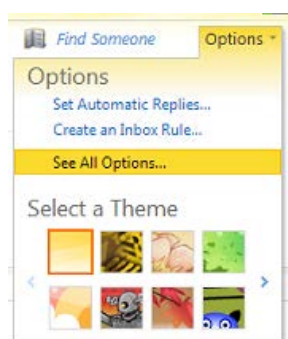 Find Someone Options
Options
Set Automatic Replies...
Create an Inbox Rule...
See All Options...
Select a Theme